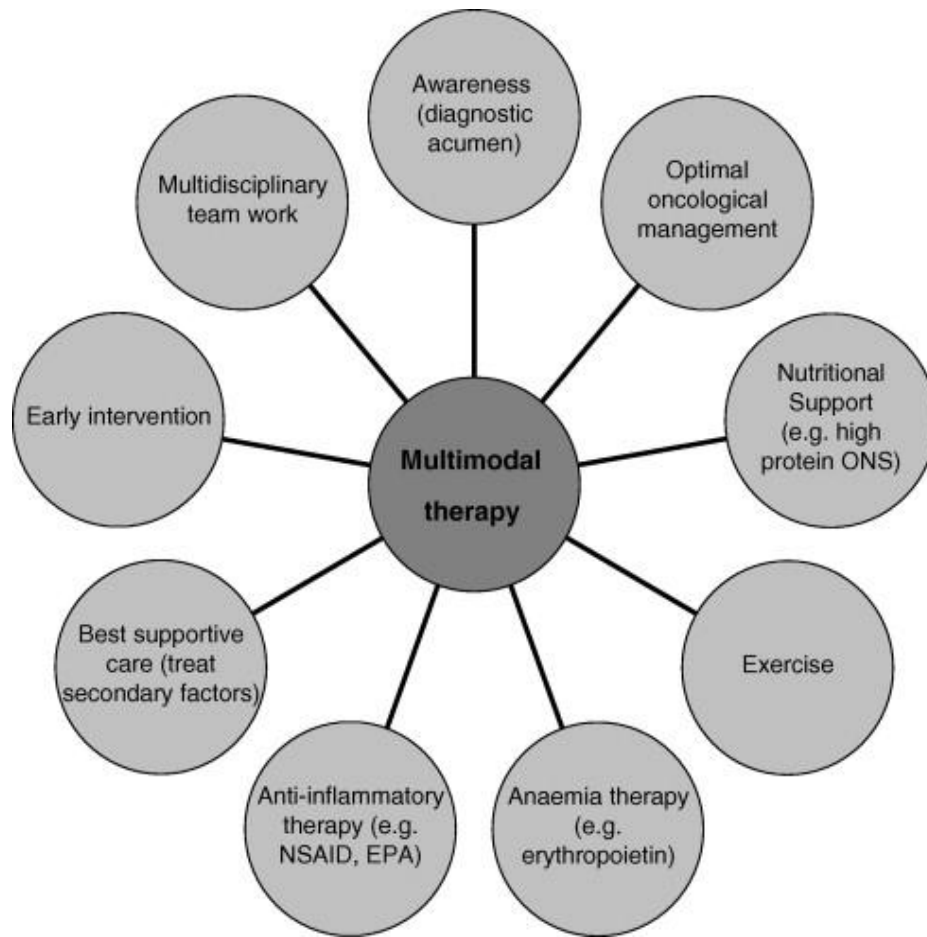 Awareness
(diagnostic
acumen)
Optimal
oncological
management
Nutritional
Support
(e.g. high
protein ONS)
Exercise
Anaemia therapy
(e.g.
erythropoietin)
Anti-inflammatory
therapy (e.g.
NSAID, EPA)
Best supportive
care (treat
secondary factors)
Early intervention
Multidisciplinary
team work
Multimodal
therapy